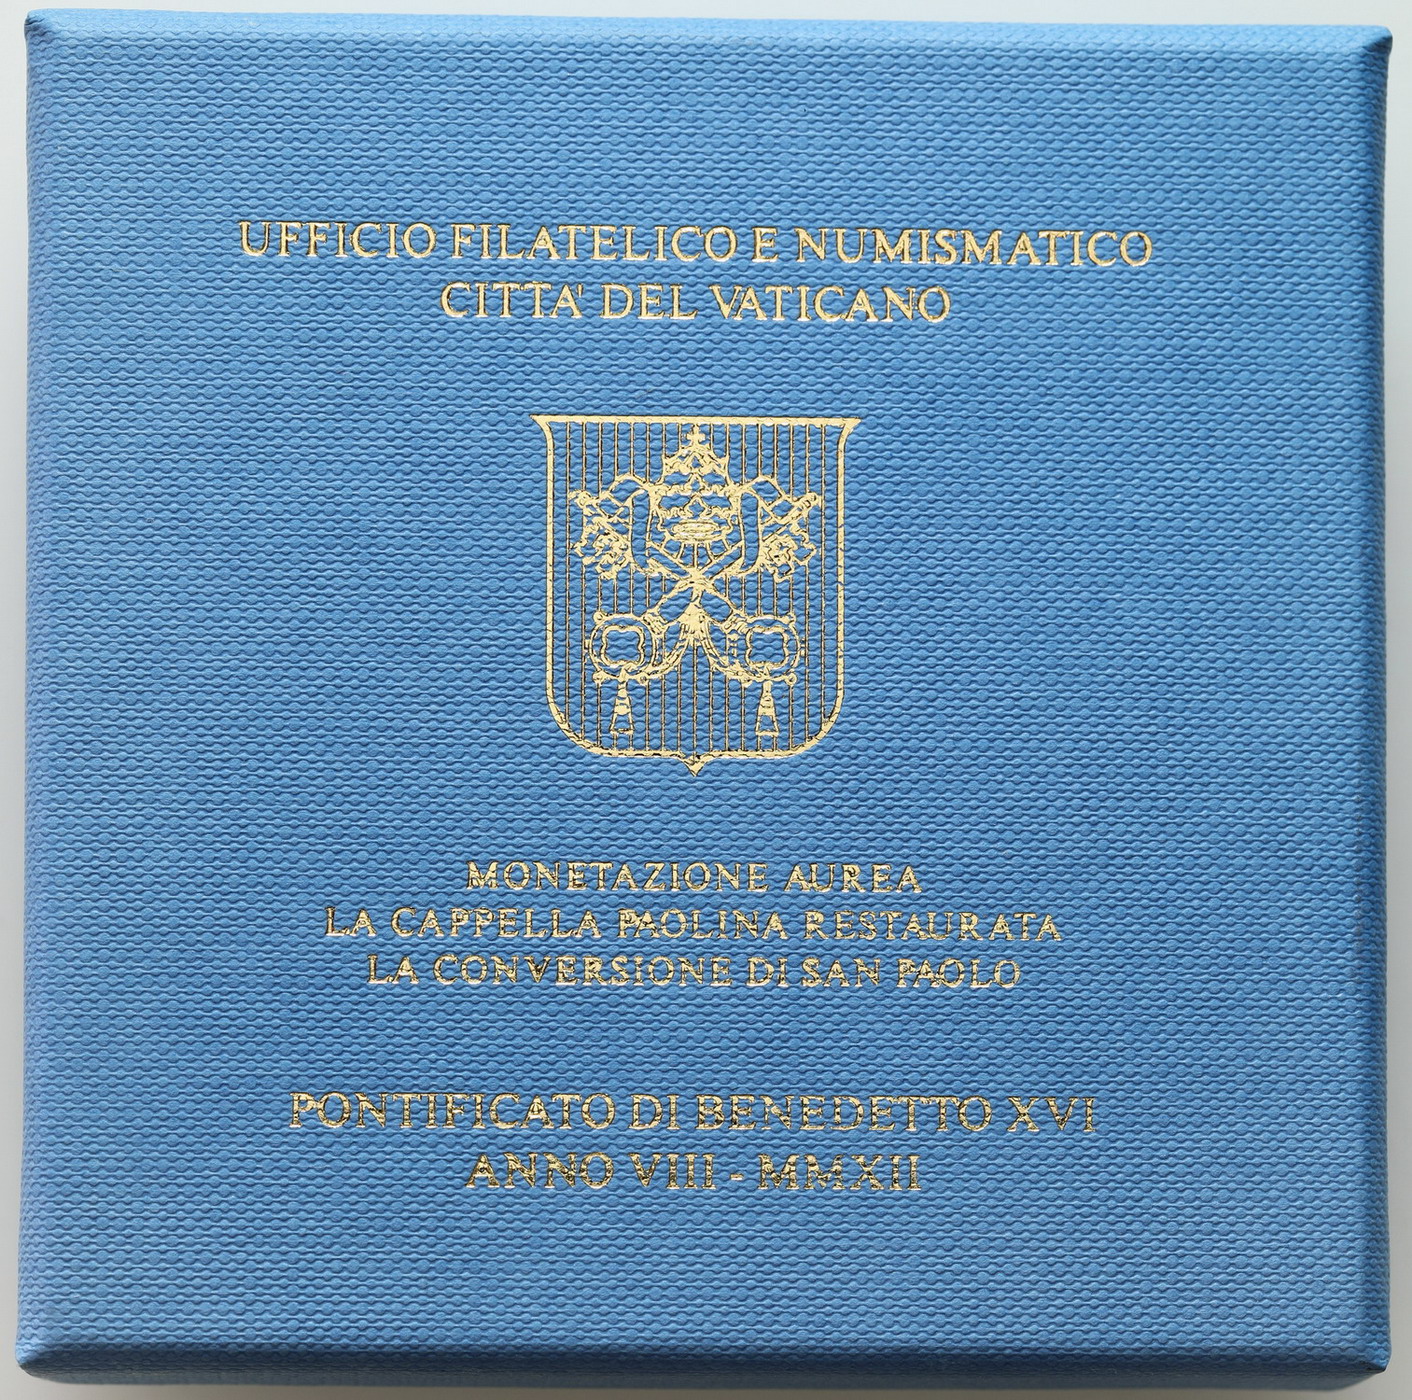 UFFICIO FILATELICO E NUMISMATICO
CITTA' DEL VATICANO
MONETAZIONE AUREA
LA CAPPELLA PAOLINA RESTAURATA
LA CONVERSIONE DI SAN PAOLO
PONTIFICATO DI BENEDETTO XVI
ANNO VIII - MMXII